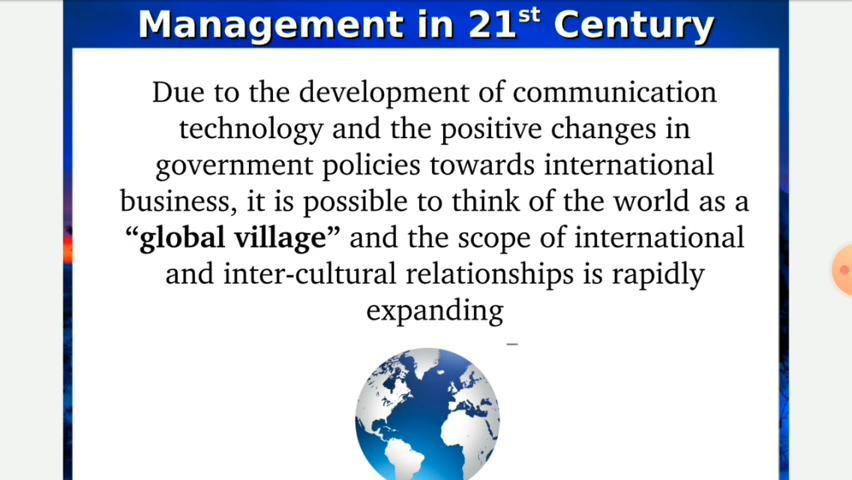 Management in 21st Century
Due to the development of communication
technology and the positive changes in
government policies towards international
business, it is possible to think of the world as a
“global village” and the scope of international
and inter-cultural relationships is rapidly
expanding